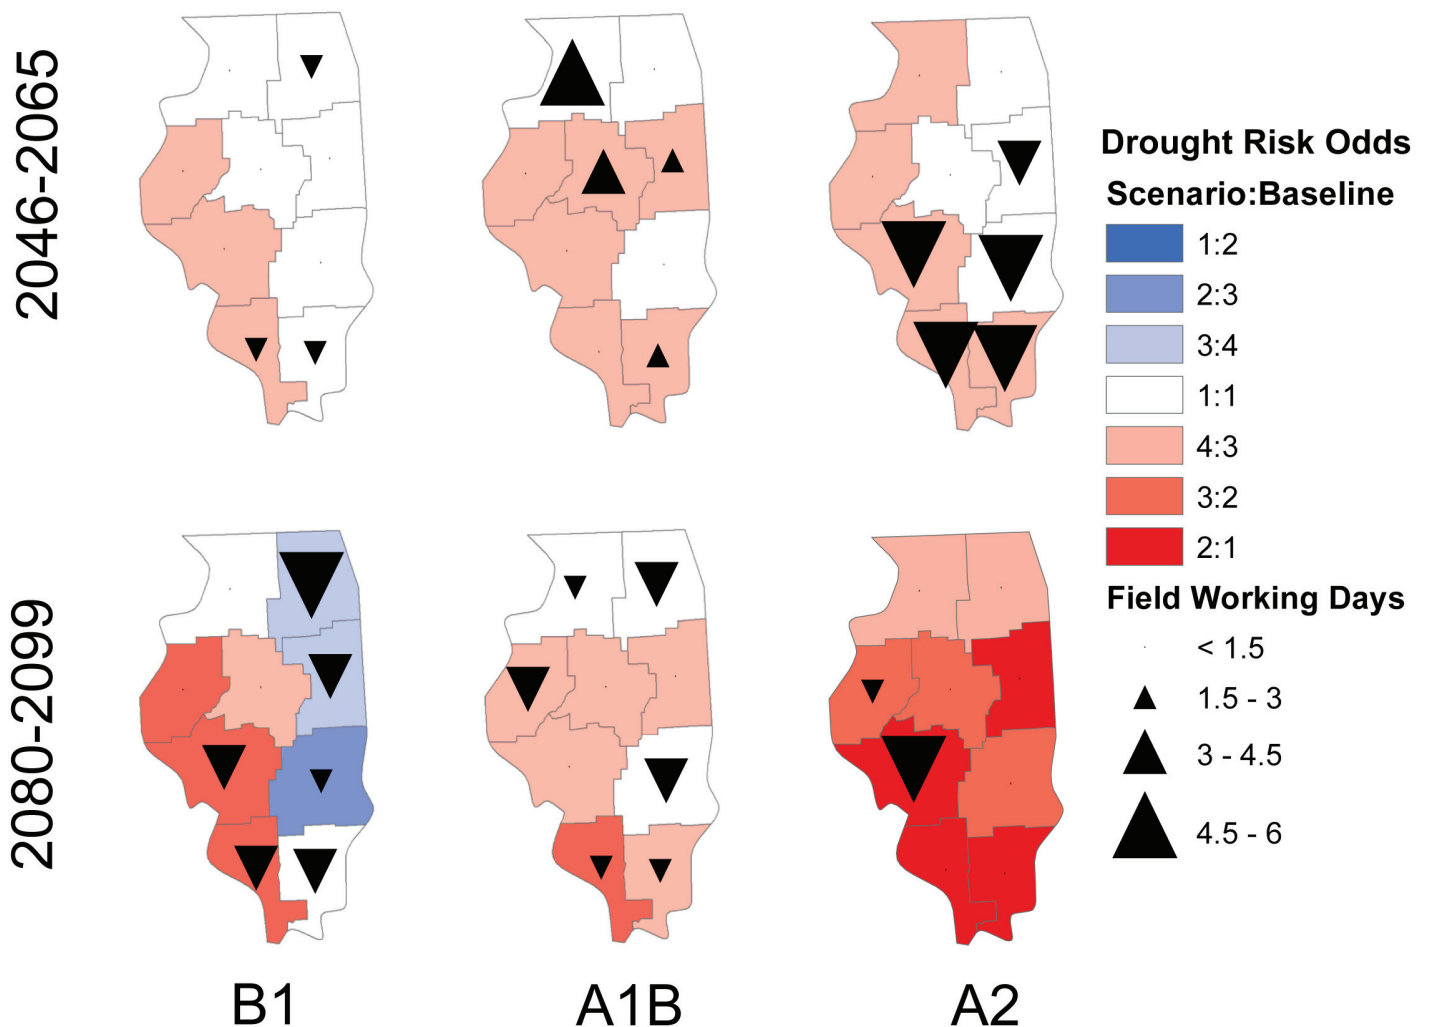 2046-2065
2080-2099
B1
A1B
A2
Drought Risk Odds
Scenario:Baseline
1:2
2:3
3:4
1:1
4:3
3:2
2:1
Field Working Days
< 1.5
1.5 - 3
3 - 4.5
4.5 - 6